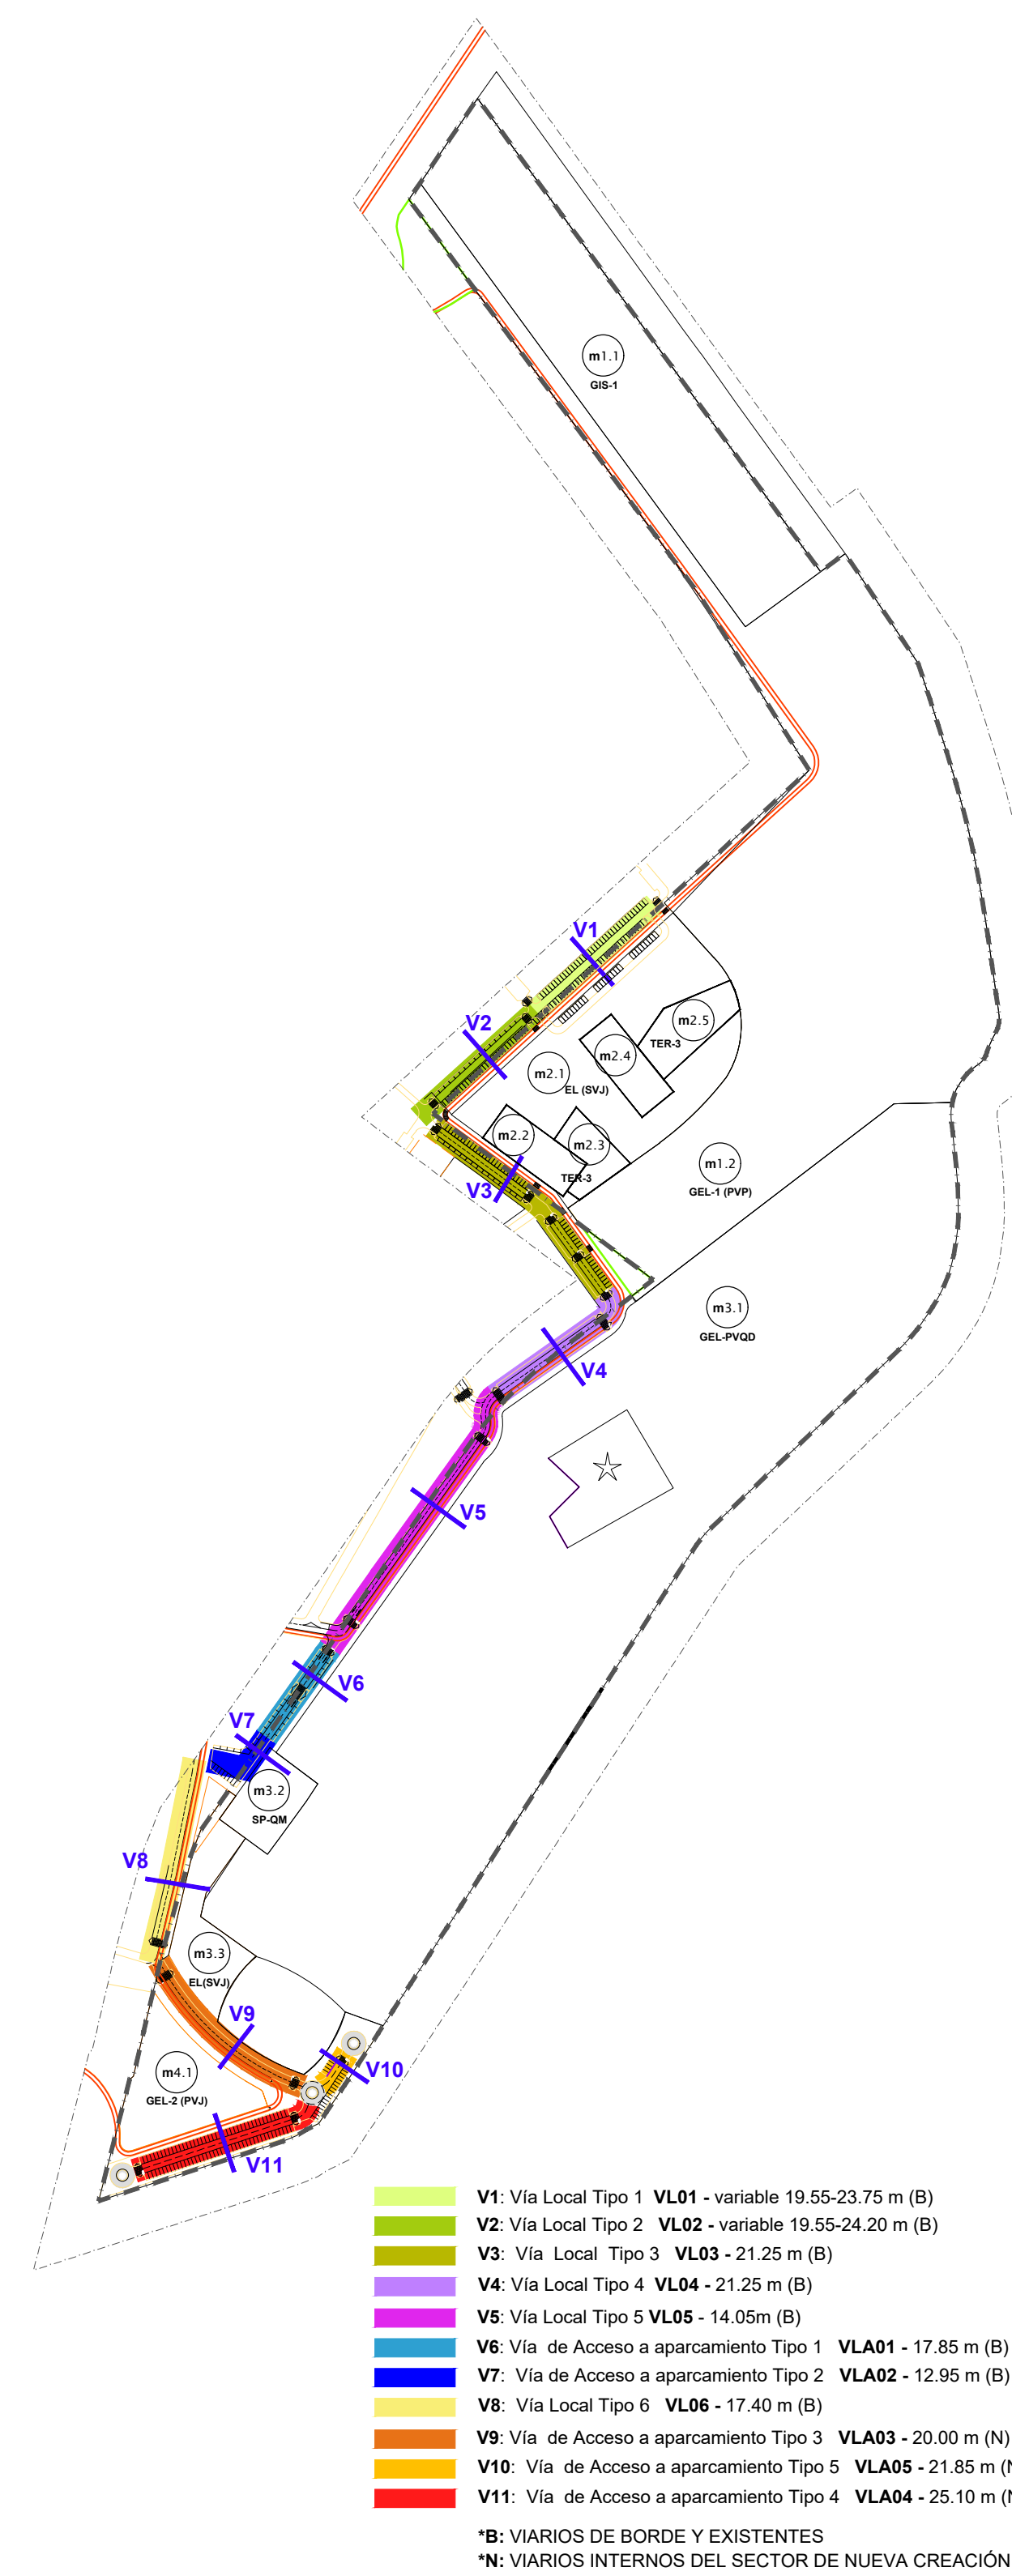 m1.1
GIS-1
V1
V2
m2.5
TER-3
m2.4
m2.1
EL (SVJ)
m2.2
m2.3
TER-3
V3
m1.2
GEL-1 (PVP)
m3.1
GEL-PVQD
V4
V5
V6
V7
m3.2
SP-QM
V8
m3.3
EL(SVJ)
V9
V10
m4.1
GEL-2 (PVJ)
V11
V1: Vía Local Tipo 1 VL01 - variable 19.55-23.75 m (B)
V2: Vía Local Tipo 2 VL02 - variable 19.55-24.20 m (B)
V3: Vía Local Tipo 3 VL03 - 21.25 m (B)
V4: Vía Local Tipo 4 VL04 - 21.25 m (B)
V5: Vía Local Tipo 5 VL05 - 14.05m (B)
V6: Vía de Acceso a aparcamiento Tipo 1 VLA01 - 17.85 m (B)
V7: Vía de Acceso a aparcamiento Tipo 2 VLA02 - 12.95 m (B)
V8: Vía Local Tipo 6 VL06 - 17.40 m (B)
V9: Vía de Acceso a aparcamiento Tipo 3 VLA03 - 20.00 m (N)
V10: Vía de Acceso a aparcamiento Tipo 5 VLA05 - 21.85 m (N
V11: Vía de Acceso a aparcamiento Tipo 4 VLA04 - 25.10 m (N
*B: VIARIOS DE BORDE Y EXISTENTES
*N: VIARIOS INTERNOS DEL SECTOR DE NUEVA CREACIÓN